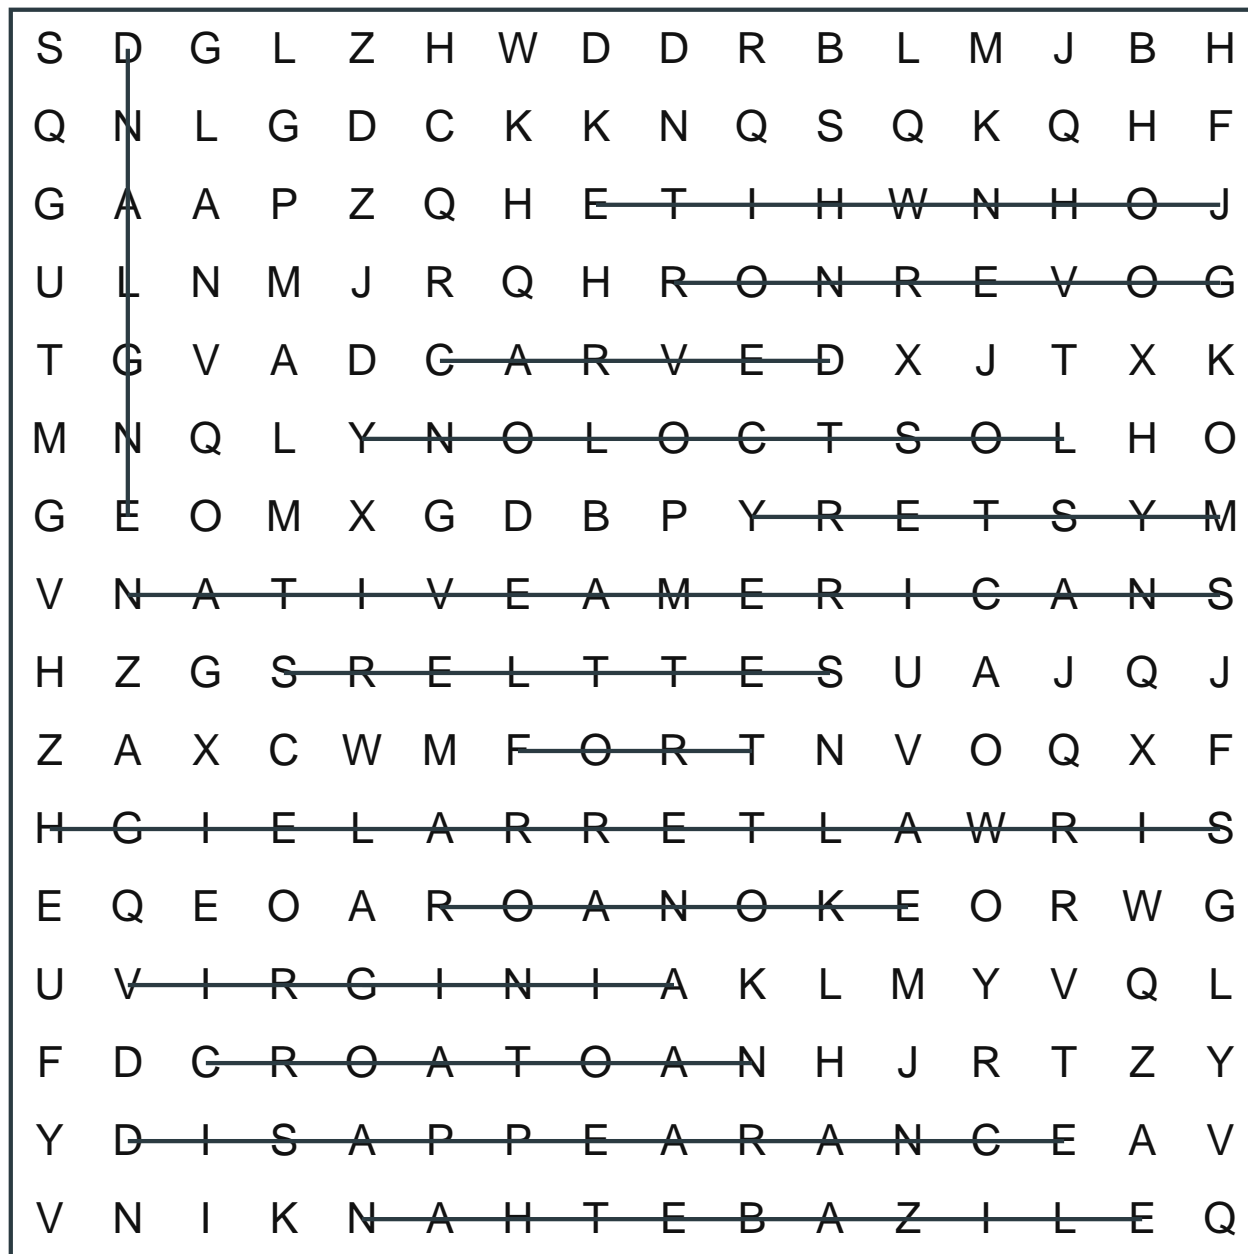 S D G L Z H W D D R B L M J B H
Q N L G D C K K N Q S Q K Q H F
G A A P Z Q H E T I H W N H O J
U L N M J R Q H R O N R E V O G
T G V A D C A R V E D X J T X K
M N Q L Y N O L O C T S O L H O
G E O M X G D B P Y R E T S Y M
V N A T I V E A M E R I C A N S
H Z G S R E L T T E S U A J Q J
Z A X C W M F O R T N V O Q X F
H G I E L A R R E T L A W R I S
E Q E O A R O A N O K E O R W G
U V I R G I N I A K L M Y V Q L
F D C R O A T O A N H J R T Z Y
Y D I S A P P E A R A N C E A V
V N I K N A H T E B A Z I L E Q